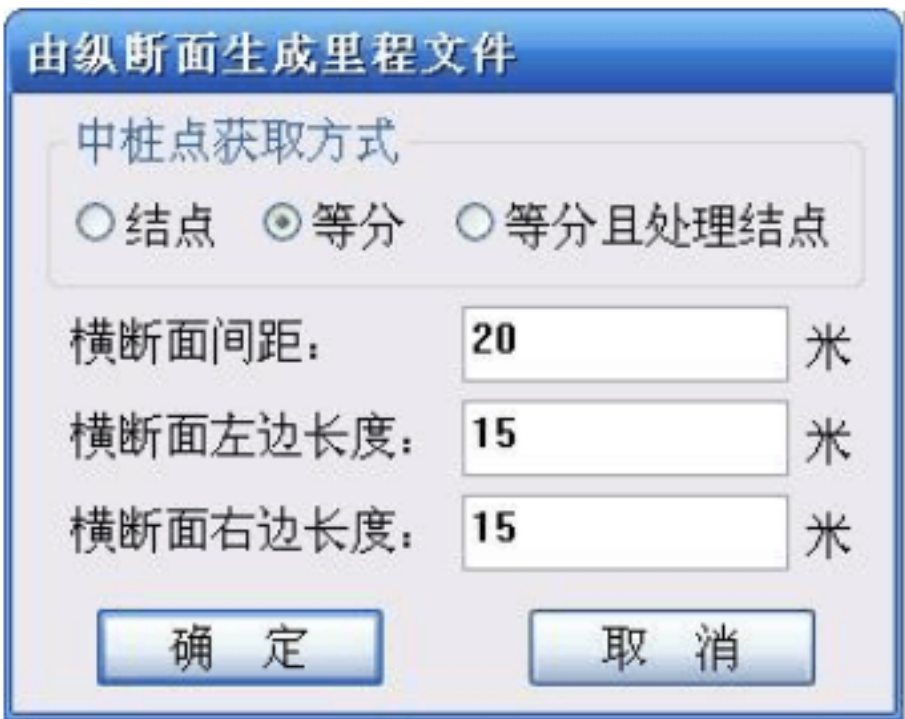 由纵断面生成里程文件
中桩点获取方式
结点 等分 等分且处理结点
横断面间距： 20 米
横断面左边长度： 15 米
横断面右边长度： 15 米
确 定 取 消